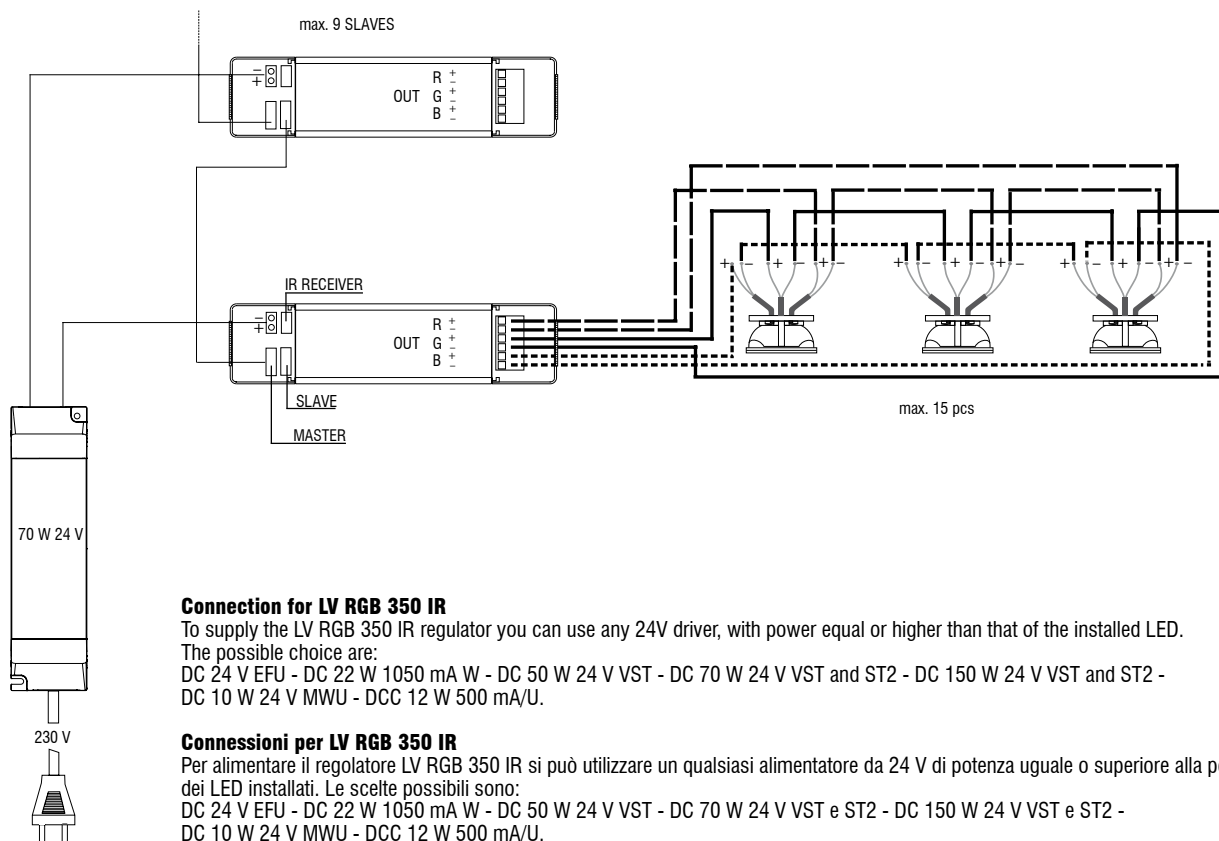 max. 9 SLAVES
−
+
R + −
OUT G + −
B + −
IR RECEIVER
−
+
R + −
OUT G + −
B + −
SLAVE
MASTER
+ − + − + − + − + − + − + − + − + −
max. 15 pcs
70 W 24 V
230 V
Connection for LV RGB 350 IR
To supply the LV RGB 350 IR regulator you can use any 24V driver, with power equal or higher than that of the installed LED.
The possible choice are:
DC 24 V EFU - DC 22 W 1050 mA W - DC 50 W 24 V VST - DC 70 W 24 V VST and ST2 - DC 150 W 24 V VST and ST2 -
DC 10 W 24 V MWU - DCC 12 W 500 mA/U.
Connessioni per LV RGB 350 IR
Per alimentare il regolatore LV RGB 350 IR si può utilizzare un qualsiasi alimentatore da 24 V di potenza uguale o superiore alla
dei LED installati. Le scelte possibili sono:
DC 24 V EFU - DC 22 W 1050 mA W - DC 50 W 24 V VST - DC 70 W 24 V VST e ST2 - DC 150 W 24 V VST e ST2 -
DC 10 W 24 V MWU - DCC 12 W 500 mA/U.